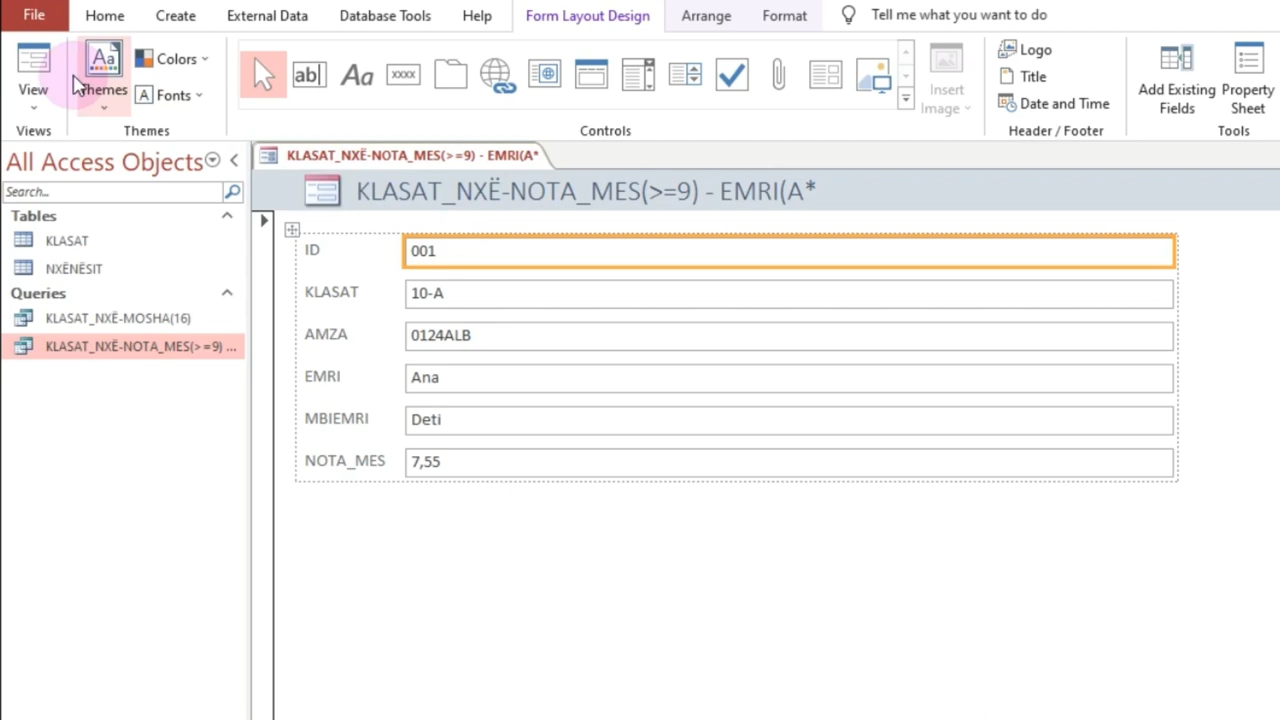 File Home Create External Data Database Tools Help Form Layout Design Arrange Format Tell me what you want to do
View
Views
Themes
Colors
Fonts
Themes
ab
Aa
XXXX
Controls
Insert
Image
Logo
Title
Date and Time
Header / Footer
Add Existing
Fields
Property
Sheet
Tools
All Access Objects
Search...
Tables
KLASAT
NXËNËSIT
Queries
KLASAT_NXË-MOSHA(16)
KLASAT_NXË-NOTA_MES(>=9) ...
KLASAT_NXË-NOTA_MES(>=9) - EMRI(A*
KLASAT_NXË-NOTA_MES(>=9) - EMRI(A*
ID 001
KLASAT 10-A
AMZA 0124ALB
EMRI Ana
MBIEMRI Deti
NOTA_MES 7,55